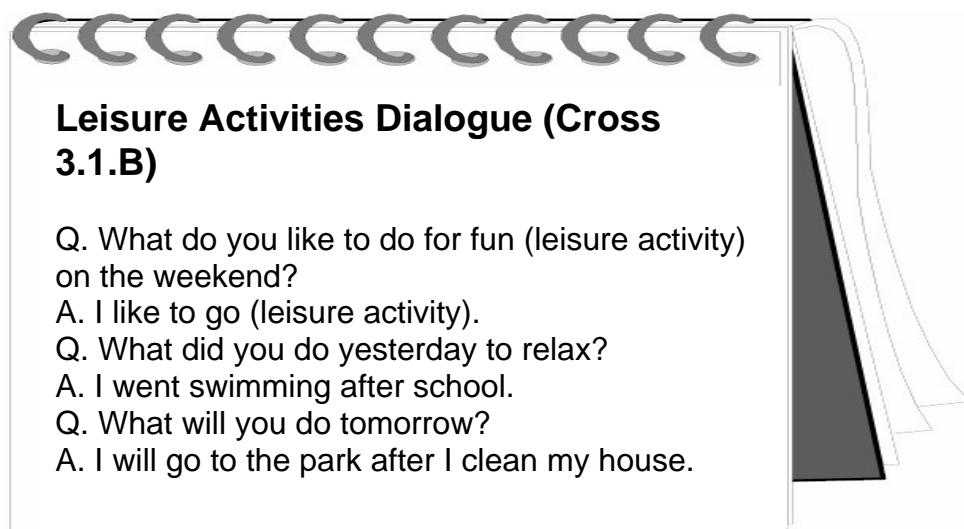 Leisure Activities Dialogue (Cross
3.1.B)
Q. What do you like to do for fun (leisure activity)
on the weekend?
A. I like to go (leisure activity).
Q. What did you do yesterday to relax?
A. I went swimming after school.
Q. What will you do tomorrow?
A. I will go to the park after I clean my house.